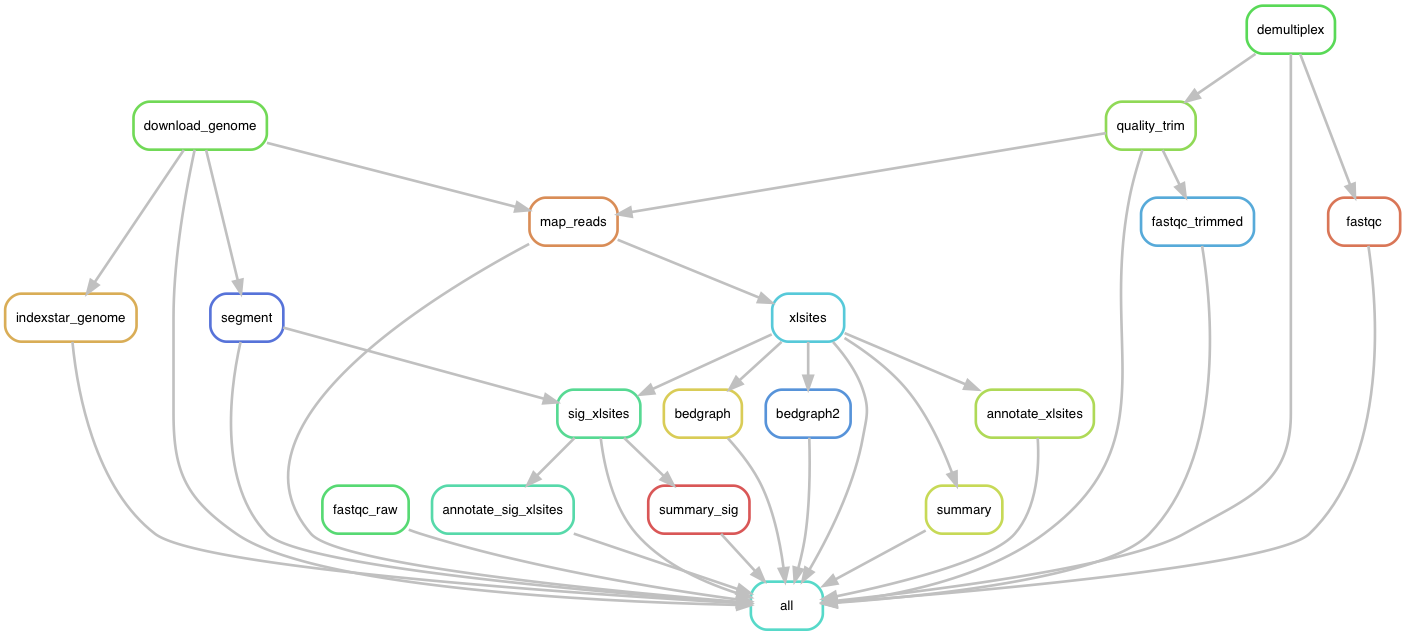 demultiplex
download_genome
quality_trim
map_reads
fastqc_trimmed
fastqc
indexstar_genome
segment
xlsites
sig_xlsites
bedgraph
bedgraph2
annotate_xlsites
fastqc_raw
annotate_sig_xlsites
summary_sig
summary
all